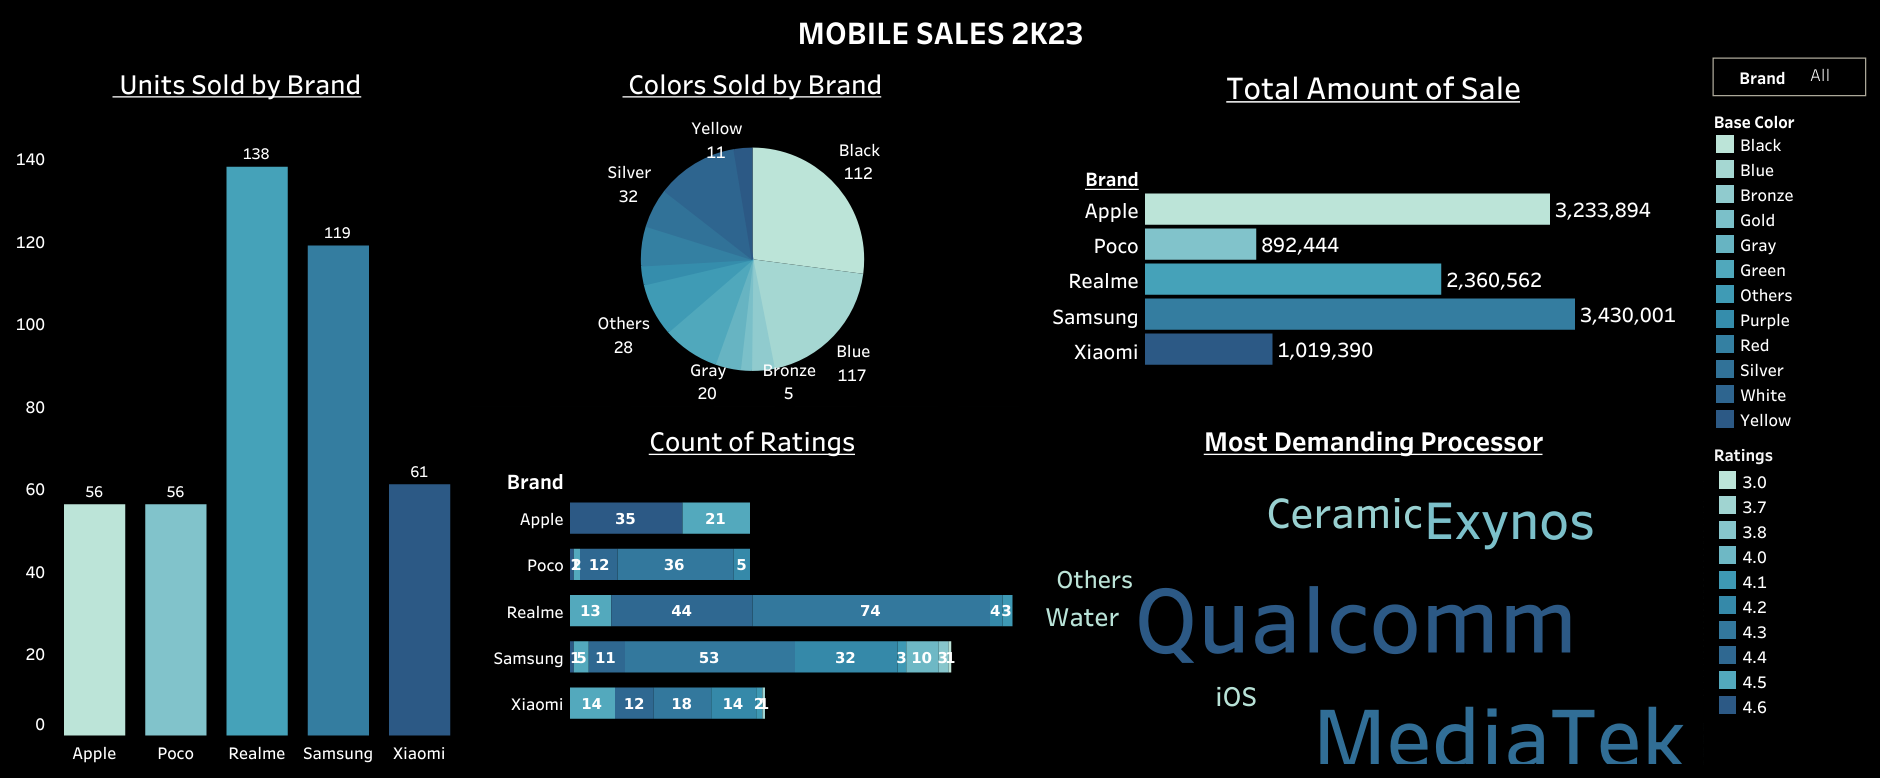 MOBILE SALES 2K23
Units Sold by Brand
140
120
100
80
60
40
20
0
56
56
138
119
61
Apple
Poco
Realme
Samsung
Xiaomi
Colors Sold by Brand
Yellow
11
Black
112
Silver
32
Others
28
Blue
117
Gray
20
Bronze
5
Total Amount of Sale
Brand
Apple 3,233,894
Poco 892,444
Realme 2,360,562
Samsung 3,430,001
Xiaomi 1,019,390
Count of Ratings
Brand
Apple 35 21
Poco 1 2 12 36 5
Realme 13 44 74 4 3
Samsung 1 5 11 53 32 3 10 3 1
Xiaomi 14 12 18 14 2 1
Most Demanding Processor
Ceramic Exynos
Others
Water
Qualcomm
iOS
MediaTek
Brand All
Base Color
Black
Blue
Bronze
Gold
Gray
Green
Others
Purple
Red
Silver
White
Yellow
Ratings
3.0
3.7
3.8
4.0
4.1
4.2
4.3
4.4
4.5
4.6